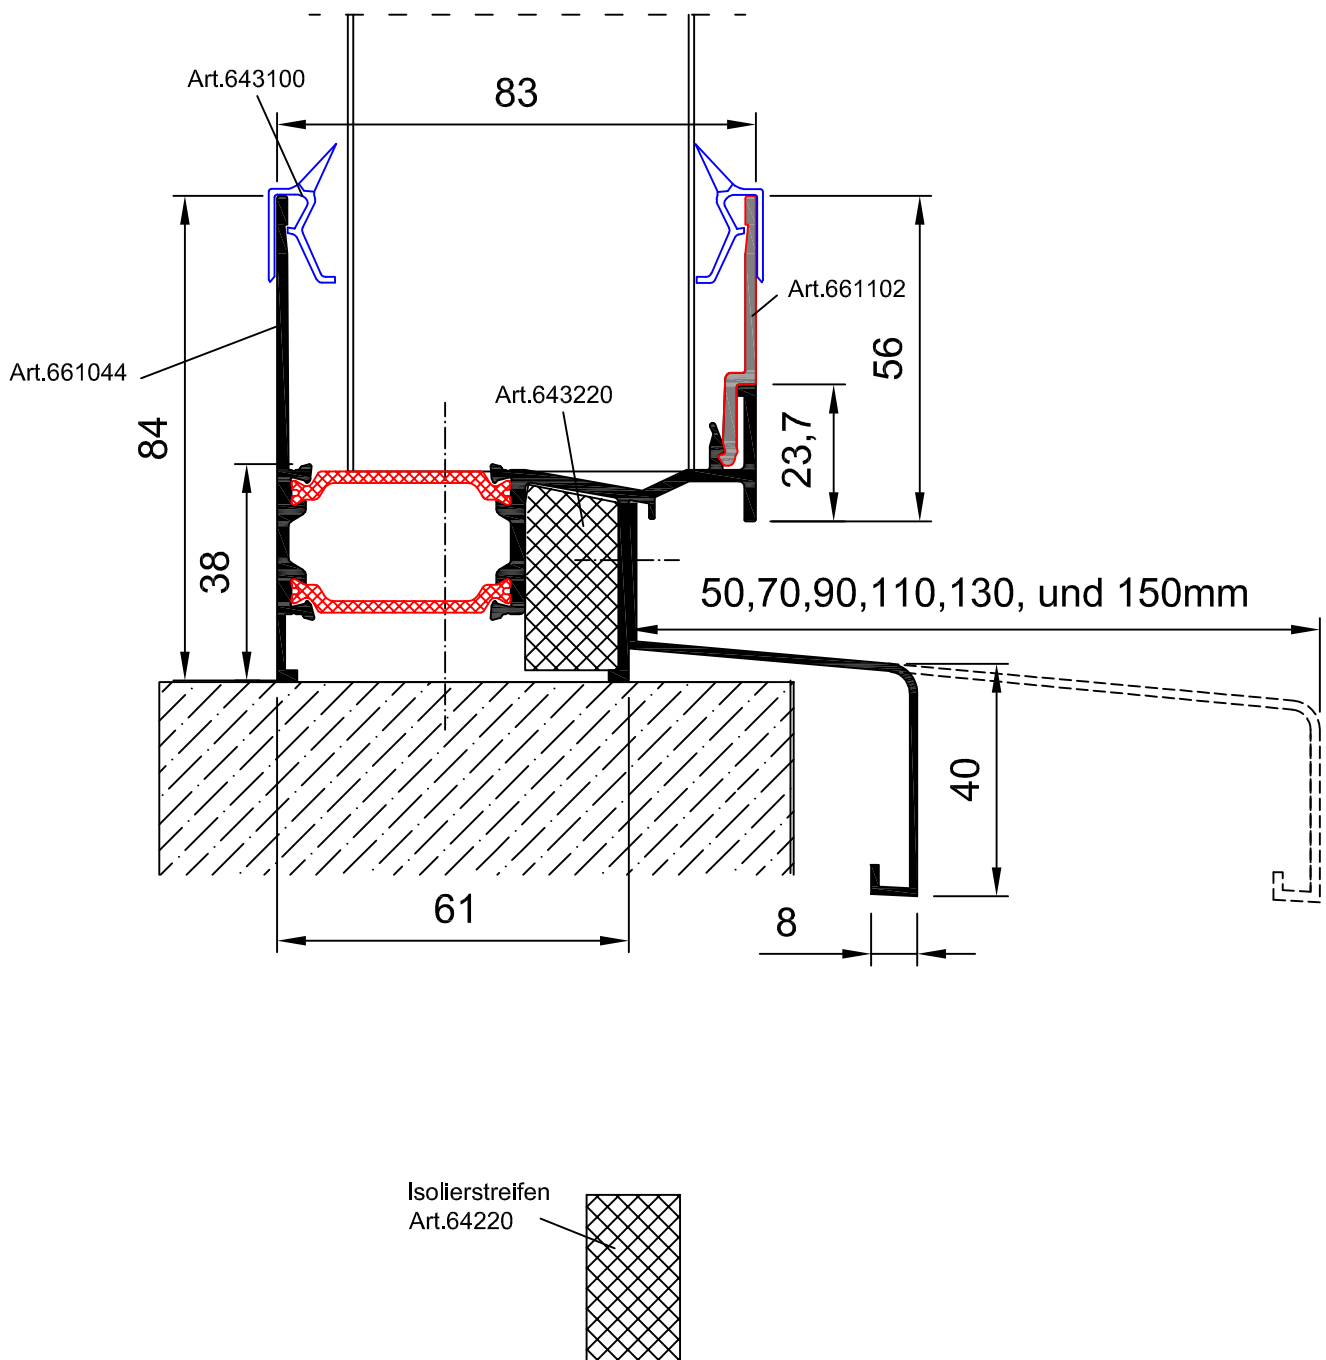 Art.643100
83
Art.661102
Art.661044
56
Art.643220
84
23,7
38
50,70,90,110,130, und 150mm
40
61
8
Isolierstreifen
Art.64220